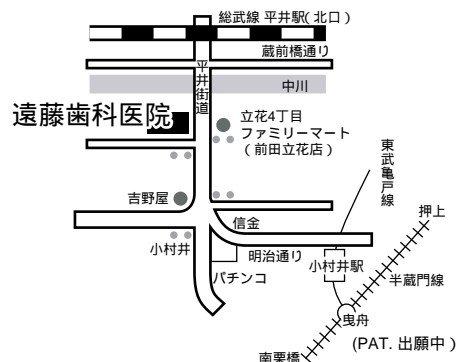 総武線 平井駅(北口)
蔵前橋通り
平井街道
中川
遠藤歯科医院
立花4丁目
ファミリーマート
(前田立花店)
東武亀戸線
吉野屋
押上
信金
小村井
明治通り
小村井駅
パチンコ
半蔵門線
曳舟
(PAT. 出願中)
南栗橋